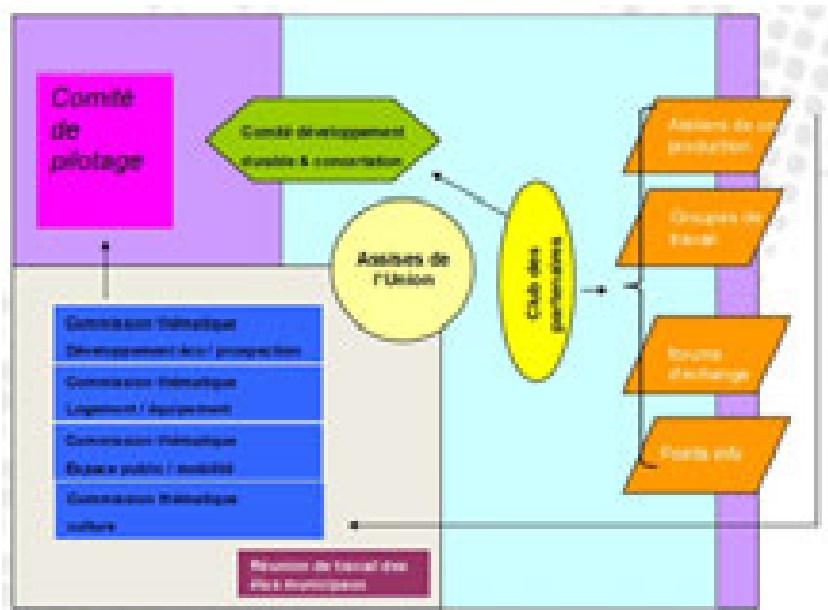 Comité
de
pilotage
Comité développement
durable & concertation
Assises de
l'Union
Club des
partenaires
Ateliers de co
production
Groupes de
travail
forums
d'échange
Points info
Commission thématique
Développement éco / prospection
Commission thématique
Logement / équipement
Commission thématique
Espace public / mobilité
Commission thématique
culture
Réunion de travail des
élus municipaux